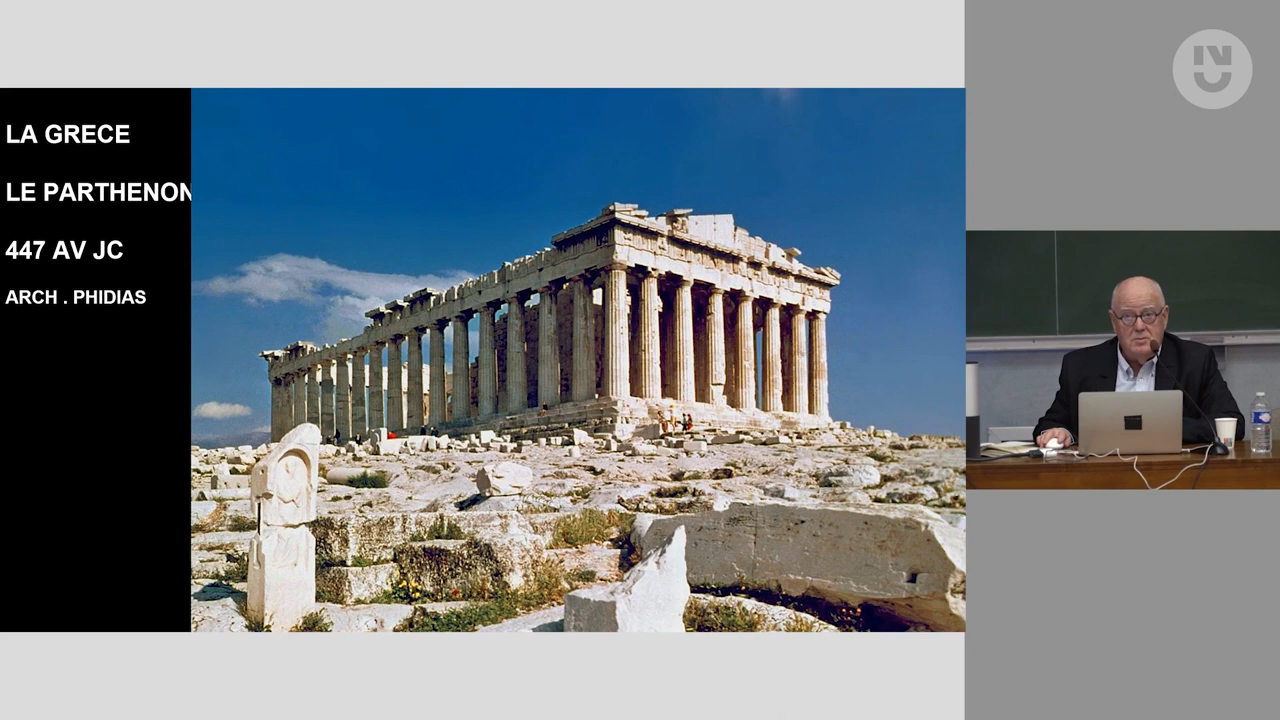 LA GRECE
LE PARTHENON
447 AV JC
ARCH . PHIDIAS